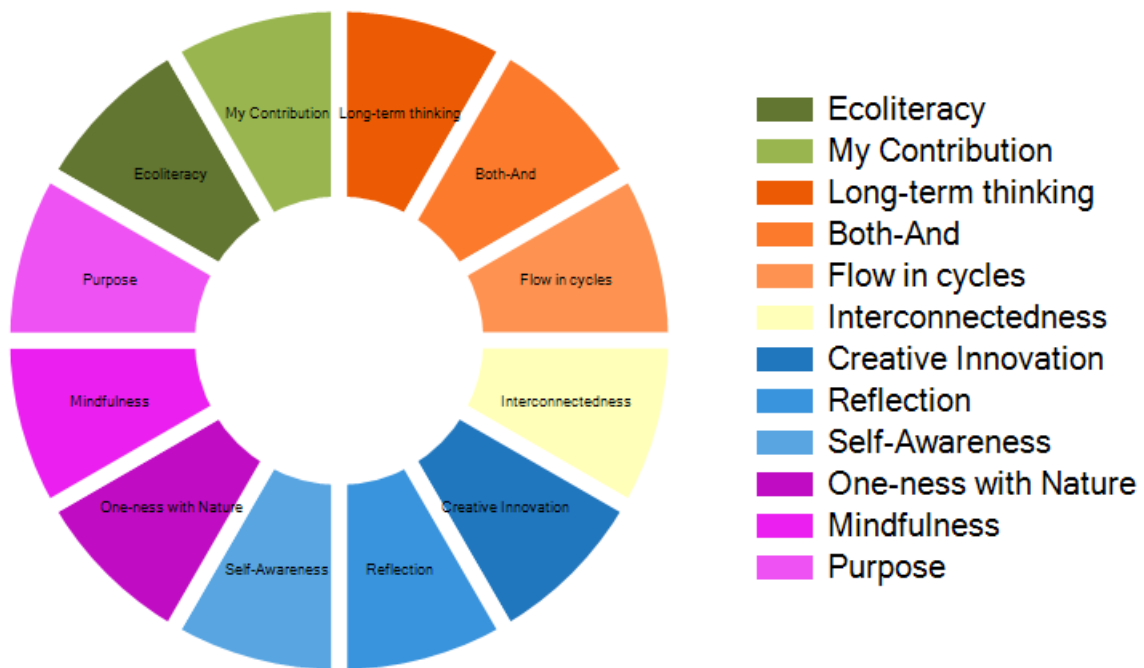 My Contribution
Long-term thinking
Ecoliteracy
Both-And
Purpose
Flow in cycles
Mindfulness
Interconnectedness
One-ness with Nature
Creative Innovation
Self-Awareness
Reflection
Ecoliteracy
My Contribution
Long-term thinking
Both-And
Flow in cycles
Interconnectedness
Creative Innovation
Reflection
Self-Awareness
One-ness with Nature
Mindfulness
Purpose